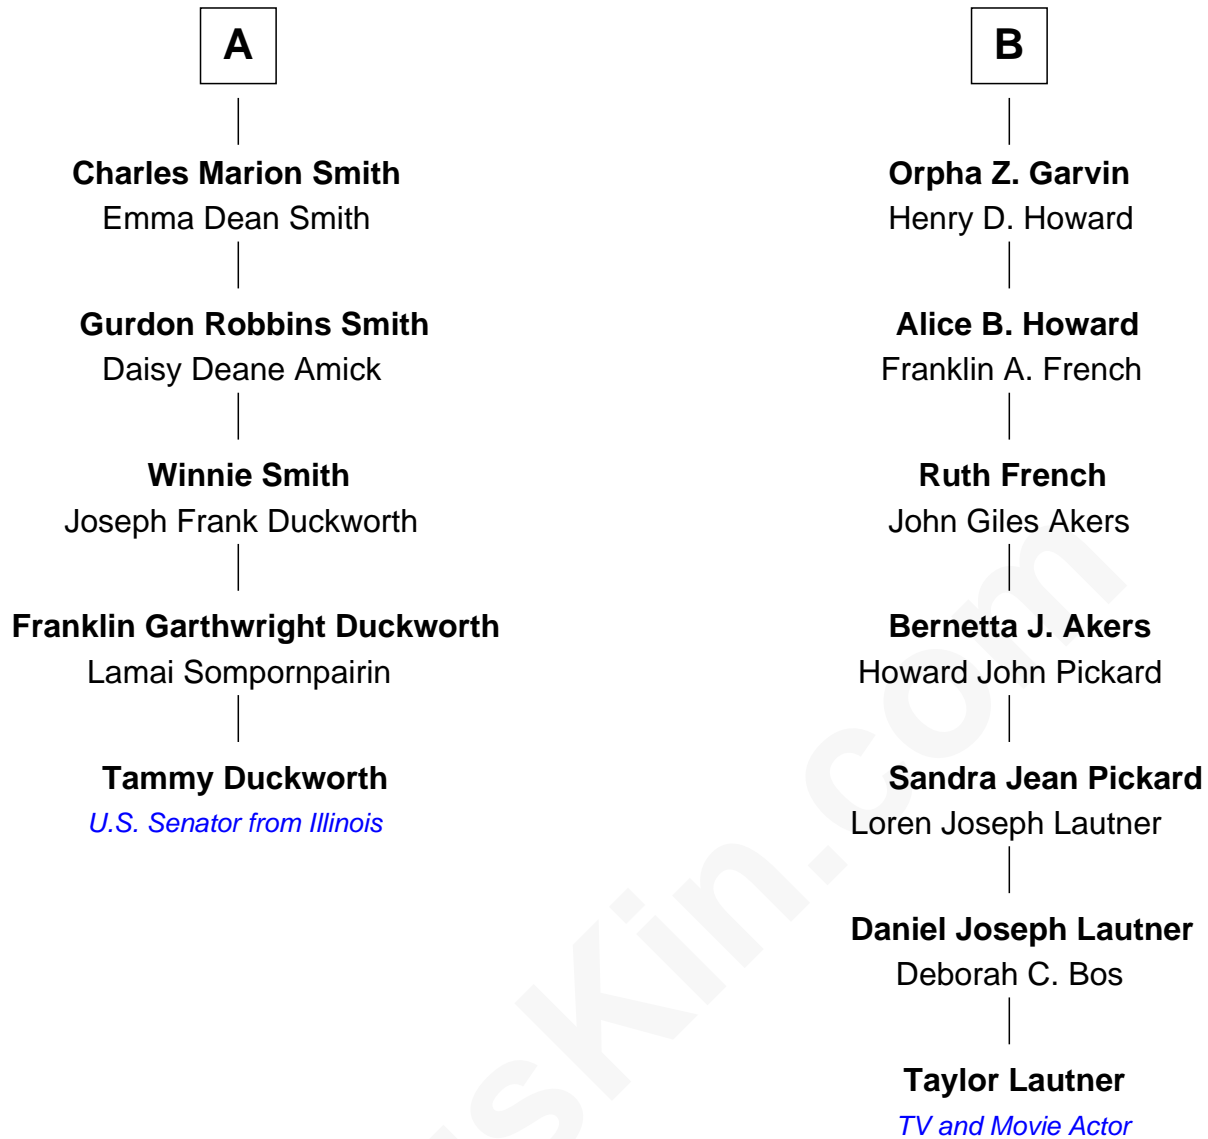 A
Charles Marion Smith
Emma Dean Smith
Gurdon Robbins Smith
Daisy Deane Amick
Winnie Smith
Joseph Frank Duckworth
Franklin Garthwright Duckworth
Lamai Sompornpairin
Tammy Duckworth
U.S. Senator from Illinois
B
Orpha Z. Garvin
Henry D. Howard
Alice B. Howard
Franklin A. French
Ruth French
John Giles Akers
Bernetta J. Akers
Howard John Pickard
Sandra Jean Pickard
Loren Joseph Lautner
Daniel Joseph Lautner
Deborah C. Bos
Taylor Lautner
TV and Movie Actor
sKin.com